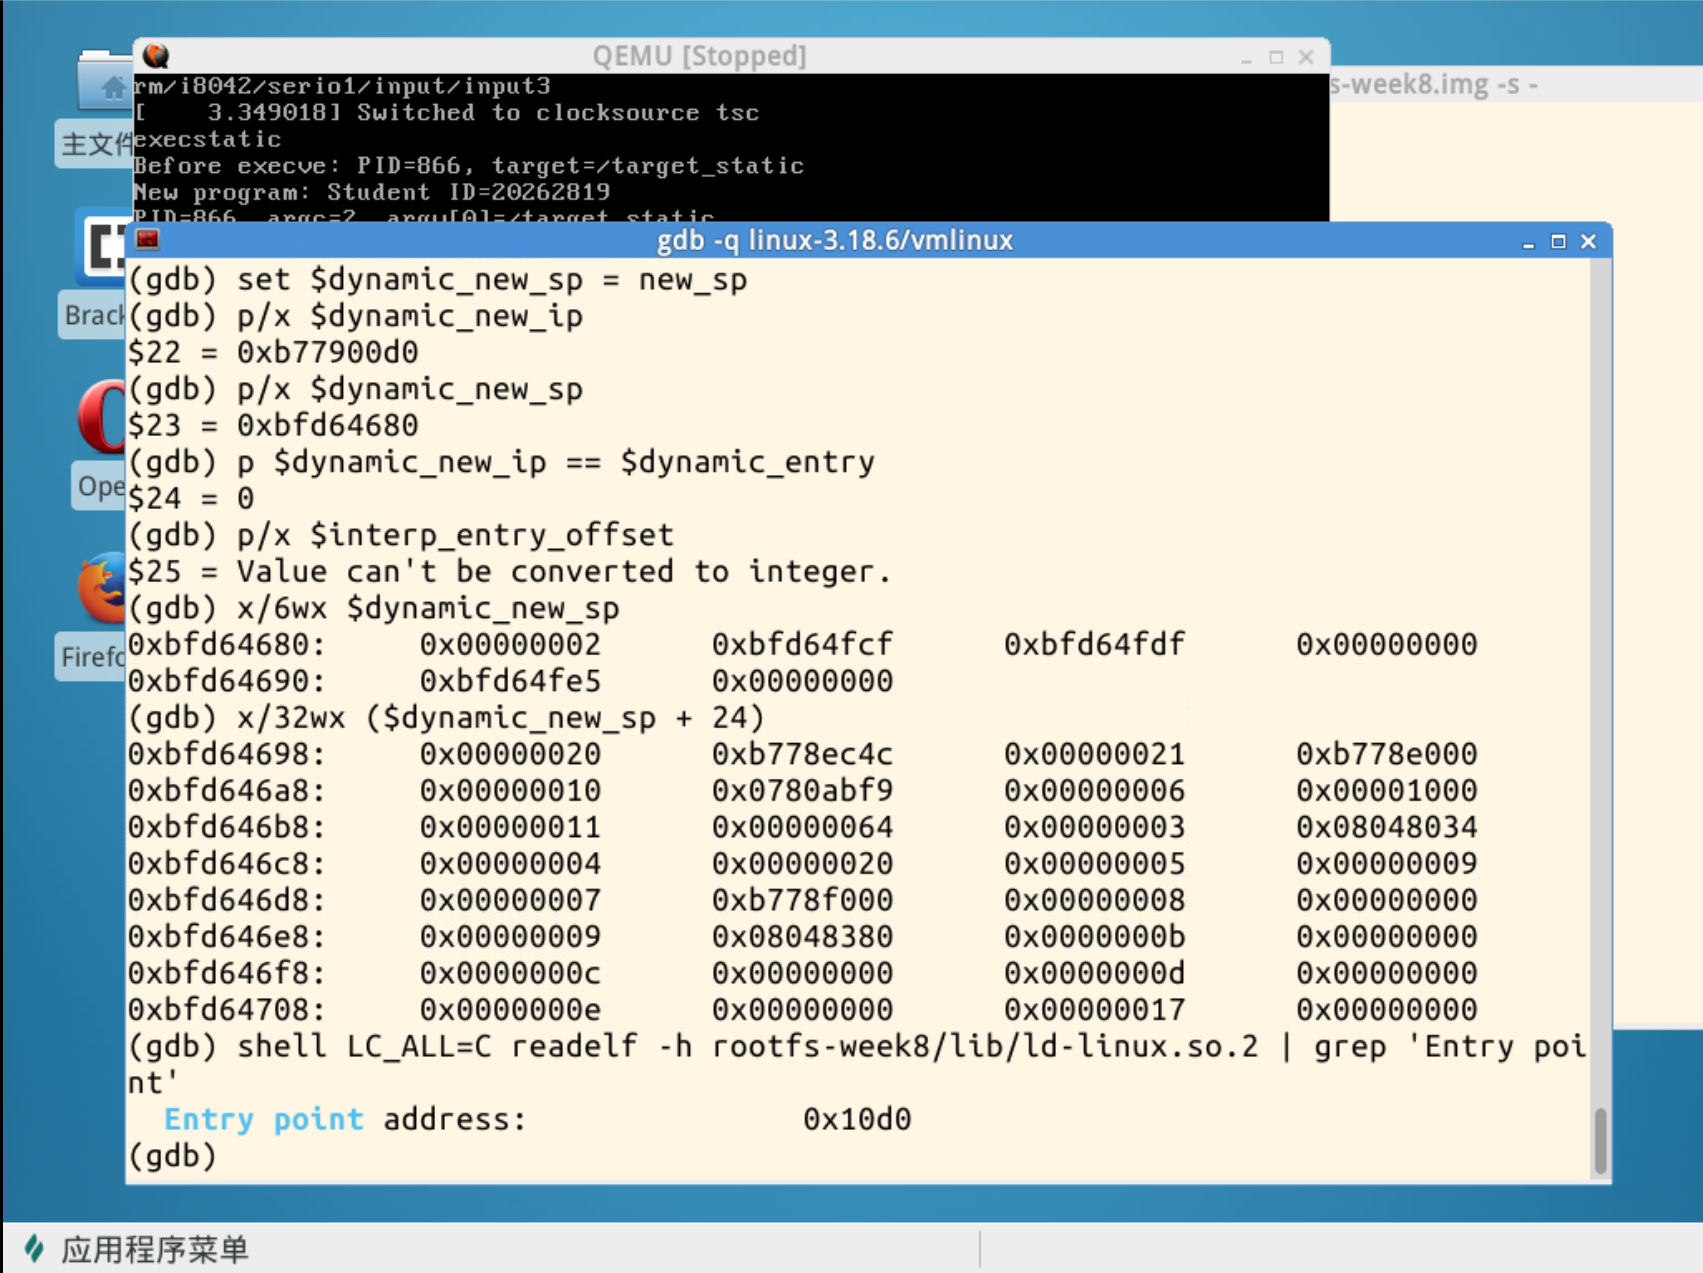 QEMU [Stopped]
rm/i8042/serio1/input/input3
[    3.349018] Switched to clocksource tsc
execstatic
Before execve: PID=866, target=/target_static
New program: Student ID=20262819
PID=866, argc=2, argv[0]=/target_static
s-week8.img -s -
主文件
Brack
Ope
Firefo
gdb -q linux-3.18.6/vmlinux
(gdb) set $dynamic_new_sp = new_sp
(gdb) p/x $dynamic_new_ip
$22 = 0xb77900d0
(gdb) p/x $dynamic_new_sp
$23 = 0xbfd64680
(gdb) p $dynamic_new_ip == $dynamic_entry
$24 = 0
(gdb) p/x $interp_entry_offset
$25 = Value can't be converted to integer.
(gdb) x/6wx $dynamic_new_sp
0xbfd64680:     0x00000002      0xbfd64fcf      0xbfd64fdf      0x00000000
0xbfd64690:     0xbfd64fe5      0x00000000
(gdb) x/32wx ($dynamic_new_sp + 24)
0xbfd64698:     0x00000020      0xb778ec4c      0x00000021      0xb778e000
0xbfd646a8:     0x00000010      0x0780abf9      0x00000006      0x00001000
0xbfd646b8:     0x00000011      0x00000064      0x00000003      0x08048034
0xbfd646c8:     0x00000004      0x00000020      0x00000005      0x00000009
0xbfd646d8:     0x00000007      0xb778f000      0x00000008      0x00000000
0xbfd646e8:     0x00000009      0x08048380      0x0000000b      0x00000000
0xbfd646f8:     0x0000000c      0x00000000      0x0000000d      0x00000000
0xbfd64708:     0x0000000e      0x00000000      0x00000017      0x00000000
(gdb) shell LC_ALL=C readelf -h rootfs-week8/lib/ld-linux.so.2 | grep 'Entry poi
nt'
  Entry point address:               0x10d0
(gdb)
应用程序菜单